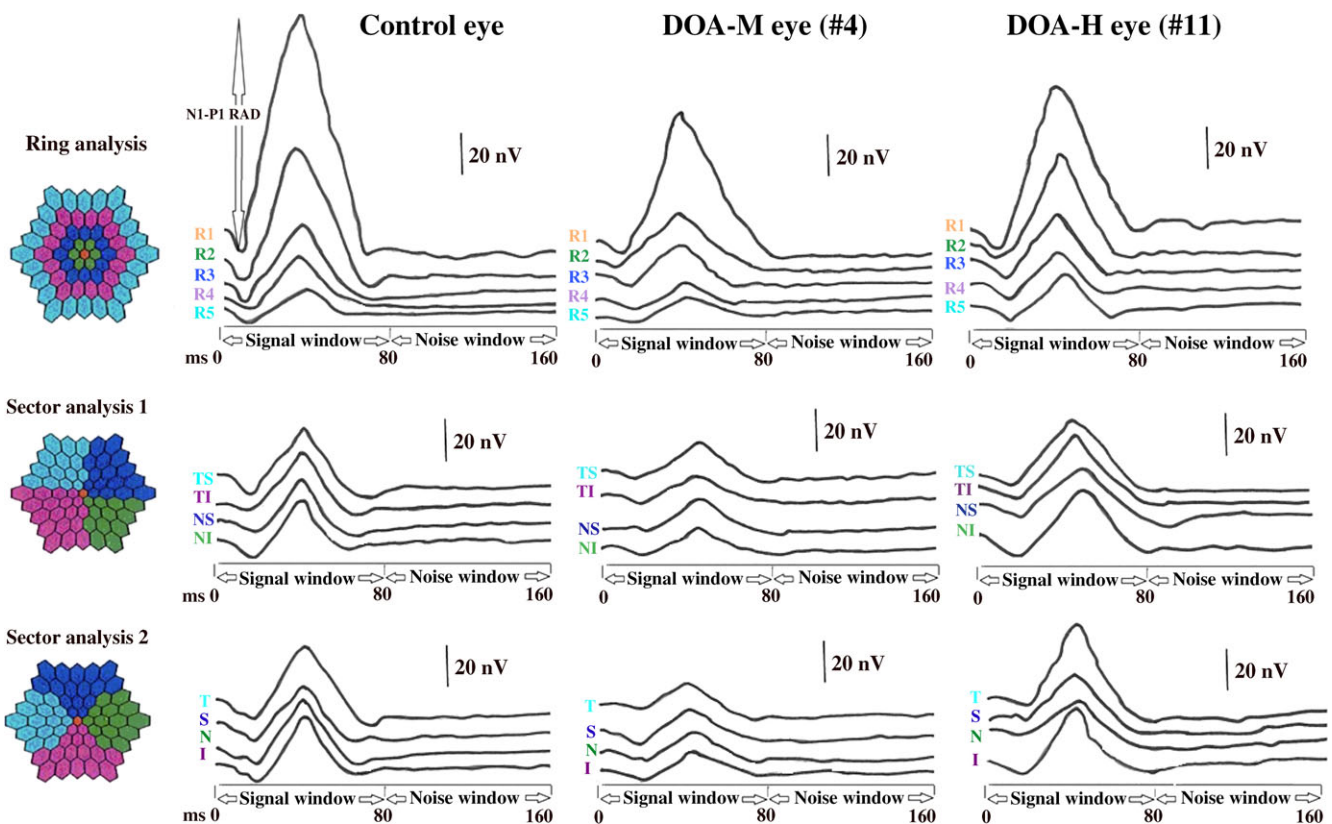 Control eye DOA-M eye (#4) DOA-H eye (#11)
N1-P1 RAD
Ring analysis
20 nV 20 nV 20 nV
R1 R1 R1
R2 R2 R2
R3 R3 R3
R4 R4 R4
R5 R5 R5
Signal window Noise window Signal window Noise window Signal window Noise window
ms 0 80 160 0 80 160 0 80 160
Sector analysis 1
20 nV 20 nV 20 nV
TS TS TS
TI TI TI
NS NS NS
NI NI NI
Signal window Noise window Signal window Noise window Signal window Noise window
ms 0 80 160 0 80 160 0 80 160
Sector analysis 2
20 nV 20 nV 20 nV
T T T
S S S
N N N
I I I
Signal window Noise window Signal window Noise window Signal window Noise window
ms 0 80 160 0 80 160 0 80 160